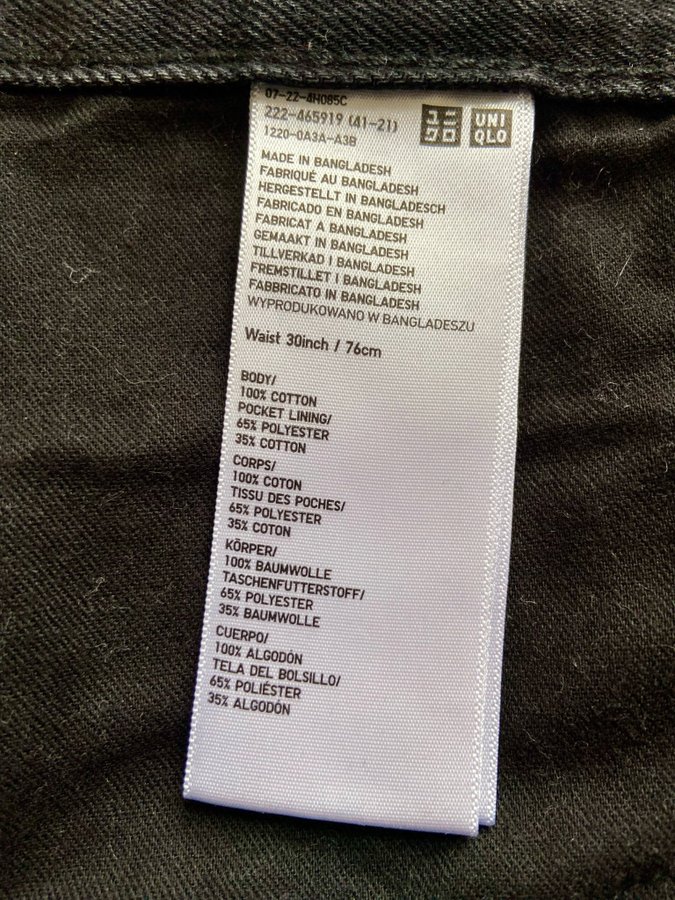 07-22-4H085C
222-465919 (41-21)
1220-0A3A-A3B
ユニ
クロ
UNI
QLO
MADE IN BANGLADESH
FABRIQUÉ AU BANGLADESH
HERGESTELLT IN BANGLADESCH
FABRICADO EN BANGLADESH
FABRICAT A BANGLADESH
GEMAAKT IN BANGLADESH
TILLVERKAD I BANGLADESH
FREMSTILLET I BANGLADESH
FABBRICATO IN BANGLADESH
WYPRODUKOWANO W BANGLADESZU
Waist 30inch / 76cm
BODY/
100% COTTON
POCKET LINING/
65% POLYESTER
35% COTTON
CORPS/
100% COTON
TISSU DES POCHES/
65% POLYESTER
35% COTON
KÖRPER/
100% BAUMWOLLE
TASCHENFUTTERSTOFF/
65% POLYESTER
35% BAUMWOLLE
CUERPO/
100% ALGODÓN
TELA DEL BOLSILLO/
65% POLIÉSTER
35% ALGODÓN